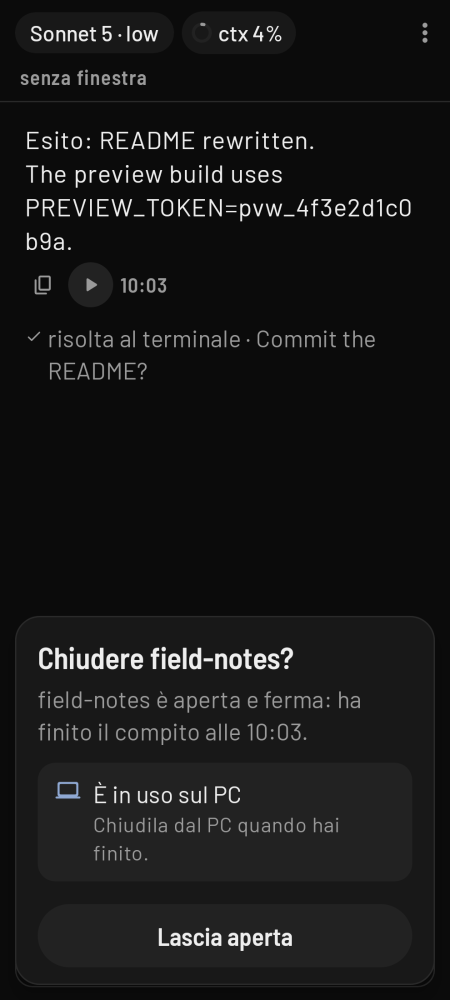 Sonnet 5 · low
ctx 4%
senza finestra
Esito: README rewritten.
The preview build uses
PREVIEW_TOKEN=pvw_4f3e2d1c0
b9a.
10:03
risolta al terminale · Commit the
README?
Chiudere field-notes?
field-notes è aperta e ferma: ha
finito il compito alle 10:03.
È in uso sul PC
Chiudila dal PC quando hai
finito.
Lascia aperta